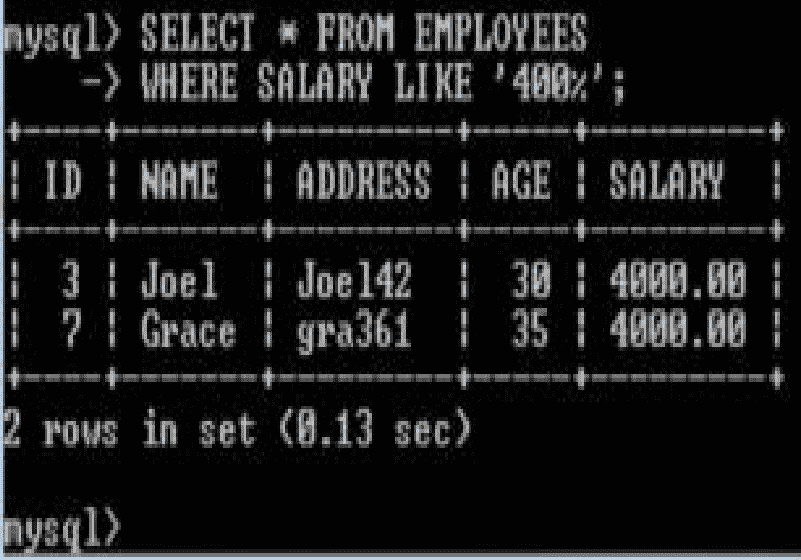 mysql> SELECT * FROM EMPLOYEES
    -> WHERE SALARY LIKE '400%';
+----+-------+---------+-----+---------+
| ID | NAME  | ADDRESS | AGE | SALARY  |
+----+-------+---------+-----+---------+
|  3 | Joel  | Joel42  |  30 | 4000.00 |
|  7 | Grace | gra361  |  35 | 4000.00 |
+----+-------+---------+-----+---------+
2 rows in set (0.13 sec)
mysql>